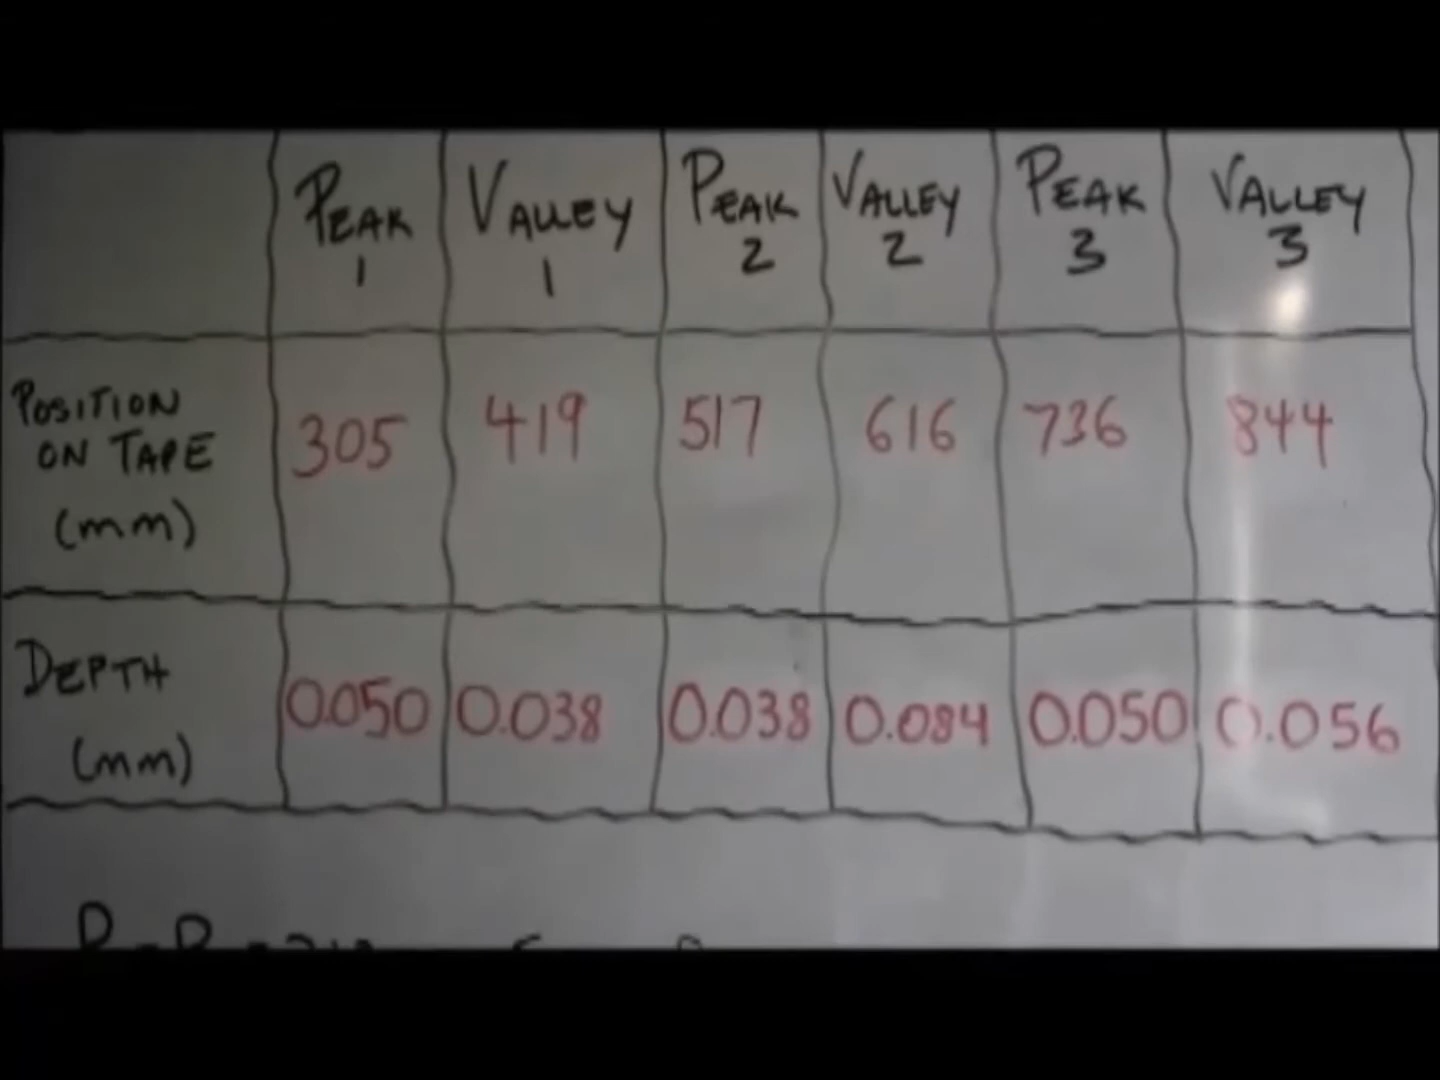 PEAK 1 VALLEY 1 PEAK 2 VALLEY 2 PEAK 3 VALLEY 3
POSITION ON TAPE (mm) 305 419 517 616 736 844
DEPTH (mm) 0.050 0.038 0.038 0.084 0.050 0.056